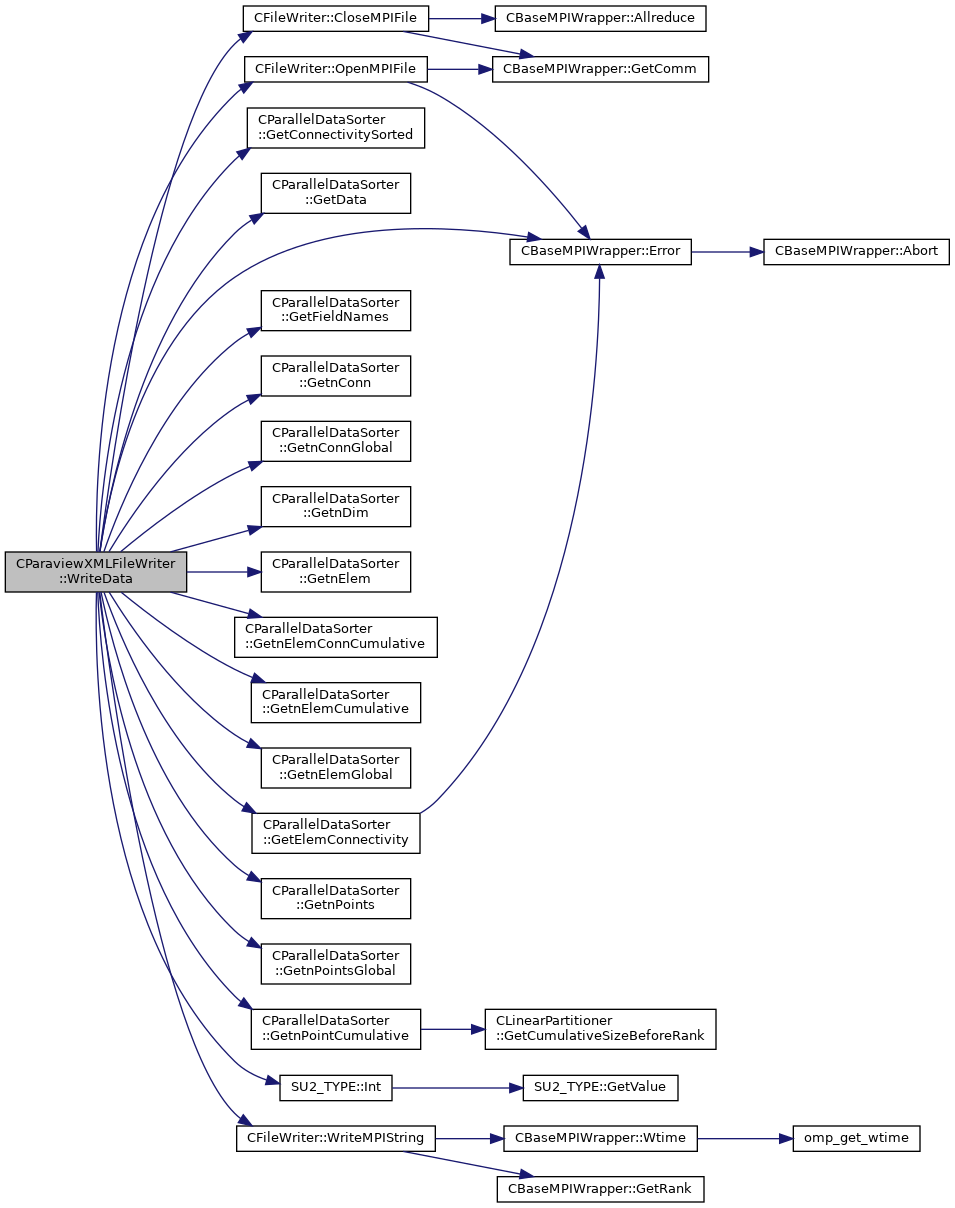 CFileWriter::CloseMPIFile
CBaseMPIWrapper::Allreduce
CFileWriter::OpenMPIFile
CBaseMPIWrapper::GetComm
CParallelDataSorter
::GetConnectivitySorted
CParallelDataSorter
::GetData
CBaseMPIWrapper::Error
CBaseMPIWrapper::Abort
CParallelDataSorter
::GetFieldNames
CParallelDataSorter
::GetnConn
CParallelDataSorter
::GetnConnGlobal
CParallelDataSorter
::GetnDim
CParaviewXMLFileWriter
::WriteData
CParallelDataSorter
::GetnElem
CParallelDataSorter
::GetnElemConnCumulative
CParallelDataSorter
::GetnElemCumulative
CParallelDataSorter
::GetnElemGlobal
CParallelDataSorter
::GetElemConnectivity
CParallelDataSorter
::GetnPoints
CParallelDataSorter
::GetnPointsGlobal
CParallelDataSorter
::GetnPointCumulative
CLinearPartitioner
::GetCumulativeSizeBeforeRank
SU2_TYPE::Int
SU2_TYPE::GetValue
CFileWriter::WriteMPIString
CBaseMPIWrapper::Wtime
omp_get_wtime
CBaseMPIWrapper::GetRank